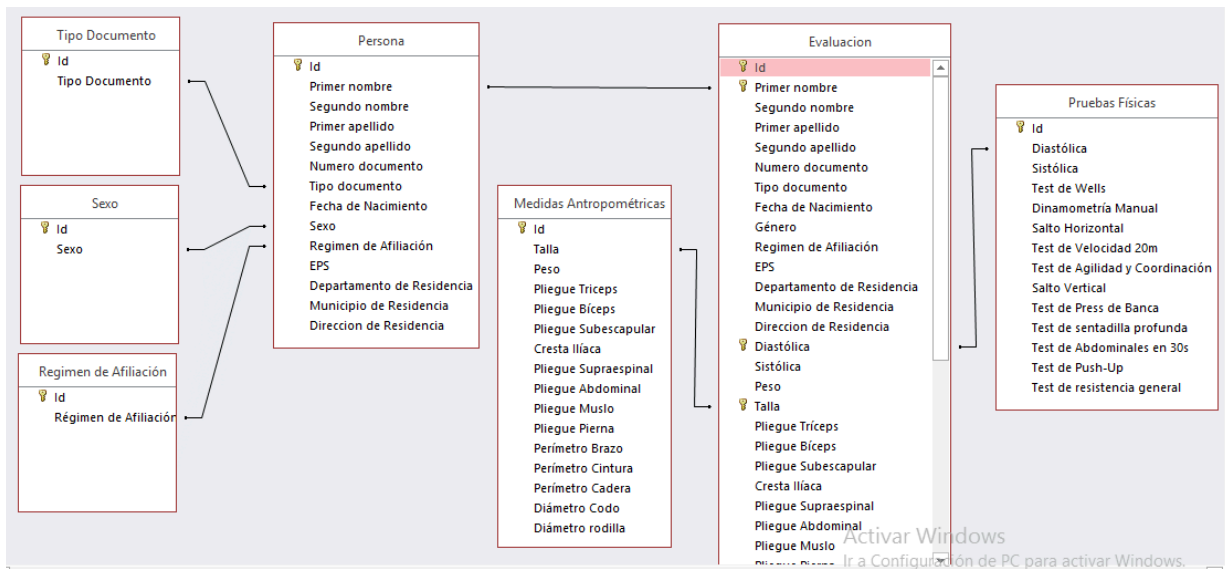 Tipo Documento
Id
Tipo Documento
Sexo
Id
Sexo
Regimen de Afiliación
Id
Régimen de Afiliación
Persona
Id
Primer nombre
Segundo nombre
Primer apellido
Segundo apellido
Numero documento
Tipo documento
Fecha de Nacimiento
Sexo
Regimen de Afiliación
EPS
Departamento de Residencia
Municipio de Residencia
Direccion de Residencia
Medidas Antropométricas
Id
Talla
Peso
Pliegue Triceps
Pliegue Bíceps
Pliegue Subescapular
Cresta Ilíaca
Pliegue Supraespinal
Pliegue Abdominal
Pliegue Muslo
Pliegue Pierna
Perímetro Brazo
Perímetro Cintura
Perímetro Cadera
Diámetro Codo
Diámetro rodilla
Evaluacion
Id
Primer nombre
Segundo nombre
Primer apellido
Segundo apellido
Numero documento
Tipo documento
Fecha de Nacimiento
Género
Regimen de Afiliación
EPS
Departamento de Residencia
Municipio de Residencia
Direccion de Residencia
Diastólica
Sistólica
Peso
Talla
Pliegue Tríceps
Pliegue Bíceps
Pliegue Subescapular
Cresta Ilíaca
Pliegue Supraespinal
Pliegue Abdominal
Pliegue Muslo
Pliegue Pierna
Pruebas Físicas
Id
Diastólica
Sistólica
Test de Wells
Dinamometría Manual
Salto Horizontal
Test de Velocidad 20m
Test de Agilidad y Coordinación
Salto Vertical
Test de Press de Banca
Test de sentadilla profunda
Test de Abdominales en 30s
Test de Push-Up
Test de resistencia general
Activar Windows
Ir a Configuración de PC para activar Windows.